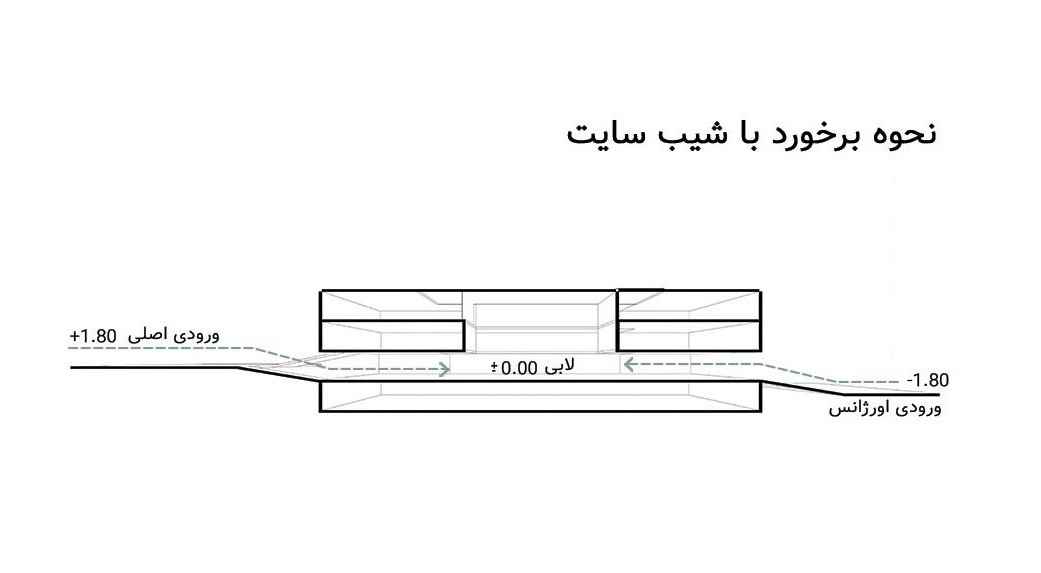 نحوه برخورد با شیب سایت
+1.80 ورودی اصلی
لابی ±0.00
-1.80
ورودی اورژانس